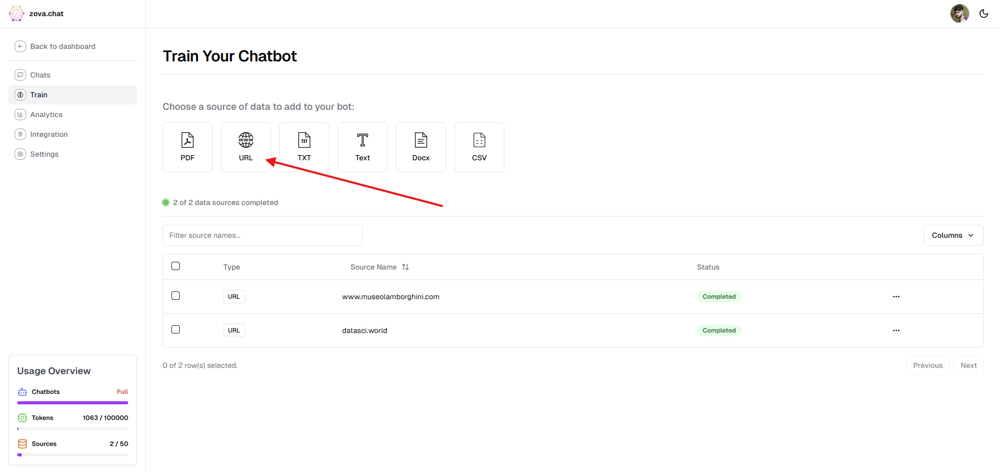 zova.chat
Back to dashboard
Chats
Train
Analytics
Integration
Settings
Usage Overview
Chatbots Full
Tokens 1063 / 100000
Sources 2 / 50
Train Your Chatbot
Choose a source of data to add to your bot:
PDF
WWW
URL
TXT
TXT
Text
Docx
CSV
2 of 2 data sources completed
Filter source names...
Columns
Type Source Name Status
URL www.museolamborghini.com Completed
URL datasci.world Completed
0 of 2 row(s) selected.
Previous Next